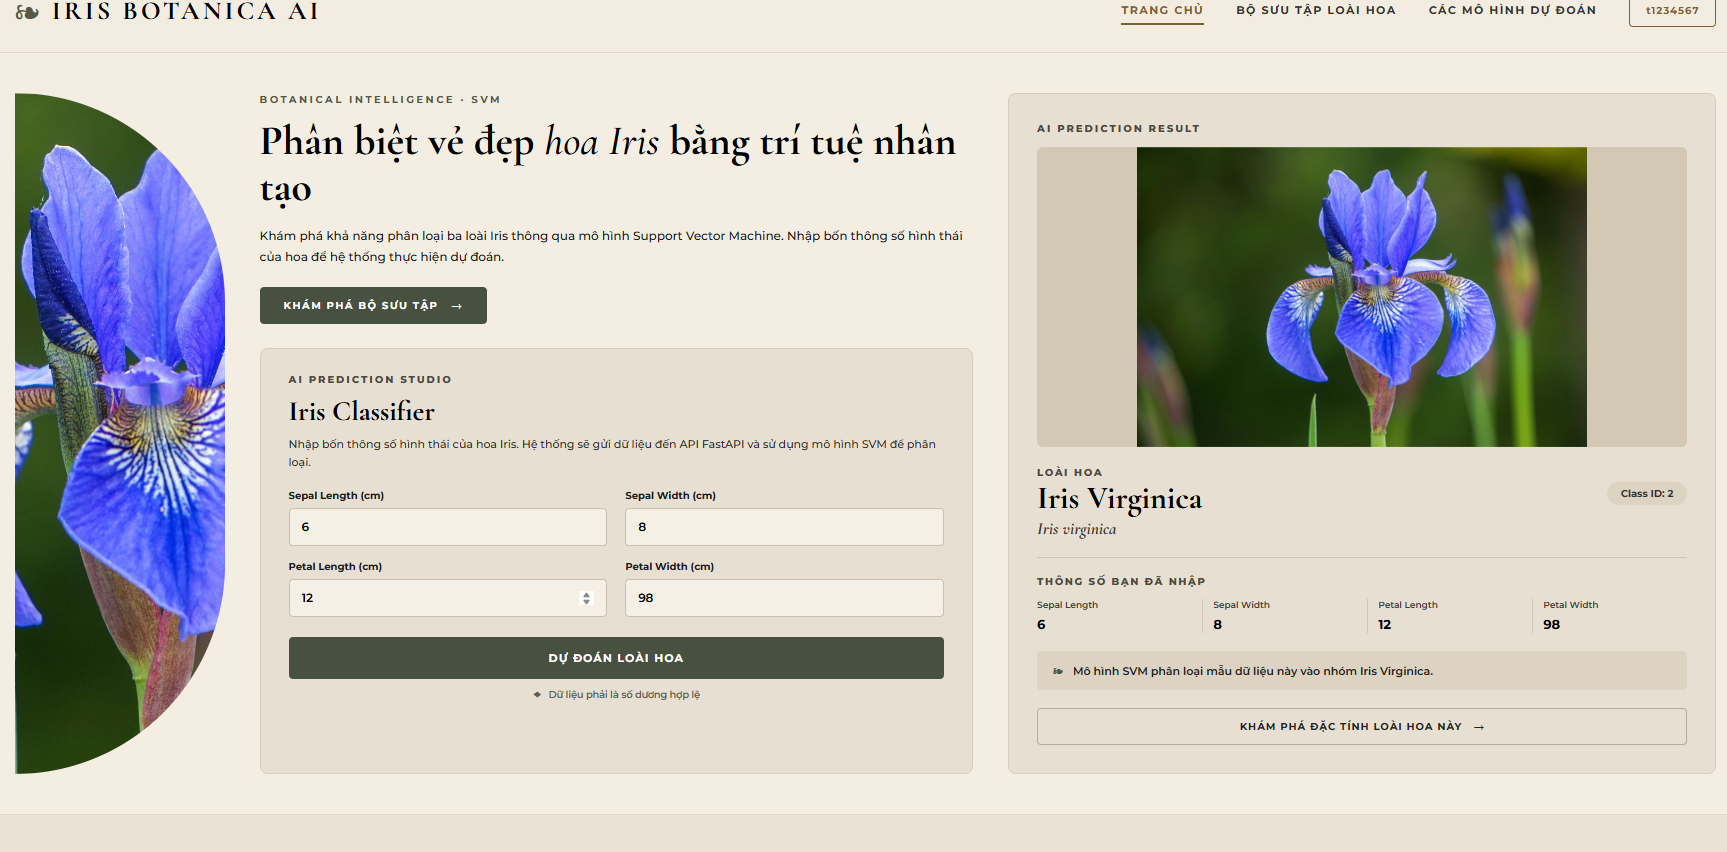 IRIS BOTANICA AI
TRANG CHỦ
BỘ SƯU TẬP LOÀI HOA
CÁC MÔ HÌNH DỰ ĐOÁN
t1234567
BOTANICAL INTELLIGENCE · SVM
Phân biệt vẻ đẹp hoa Iris bằng trí tuệ nhân
tạo
Khám phá khả năng phân loại ba loài Iris thông qua mô hình Support Vector Machine. Nhập bốn thông số hình thái
của hoa để hệ thống thực hiện dự đoán.
KHÁM PHÁ BỘ SƯU TẬP →
AI PREDICTION STUDIO
Iris Classifier
Nhập bốn thông số hình thái của hoa Iris. Hệ thống sẽ gửi dữ liệu đến API FastAPI và sử dụng mô hình SVM để phân
loại.
Sepal Length (cm)
Sepal Width (cm)
6
8
Petal Length (cm)
Petal Width (cm)
12
98
DỰ ĐOÁN LOÀI HOA
Dữ liệu phải là số dương hợp lệ
AI PREDICTION RESULT
LOÀI HOA
Iris Virginica
Class ID: 2
Iris virginica
THÔNG SỐ BẠN ĐÃ NHẬP
Sepal Length
Sepal Width
Petal Length
Petal Width
6
8
12
98
Mô hình SVM phân loại mẫu dữ liệu này vào nhóm Iris Virginica.
KHÁM PHÁ ĐẶC TÍNH LOÀI HOA NÀY →